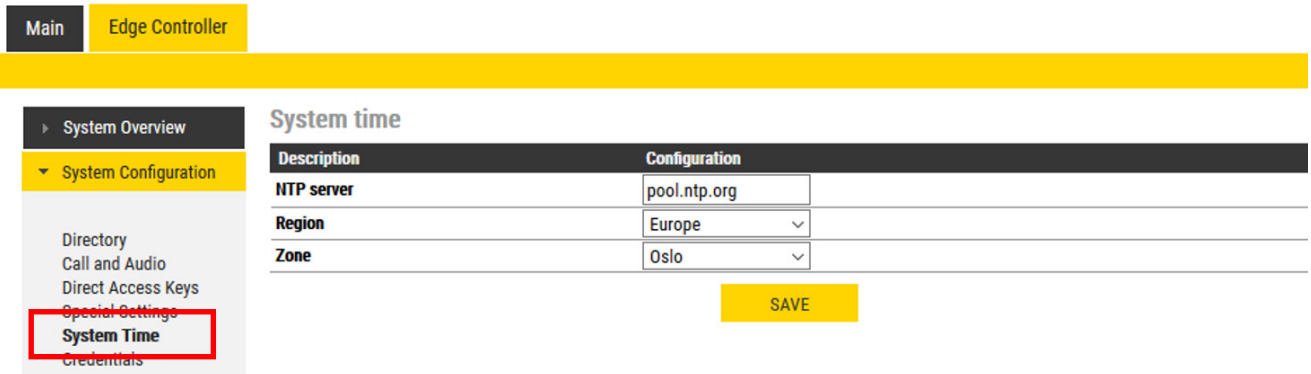 Main Edge Controller
System Overview
System Configuration
Directory
Call and Audio
Direct Access Keys
Special Settings
System Time
Credentials
System time
Description Configuration
NTP server pool.ntp.org
Region Europe
Zone Oslo
SAVE